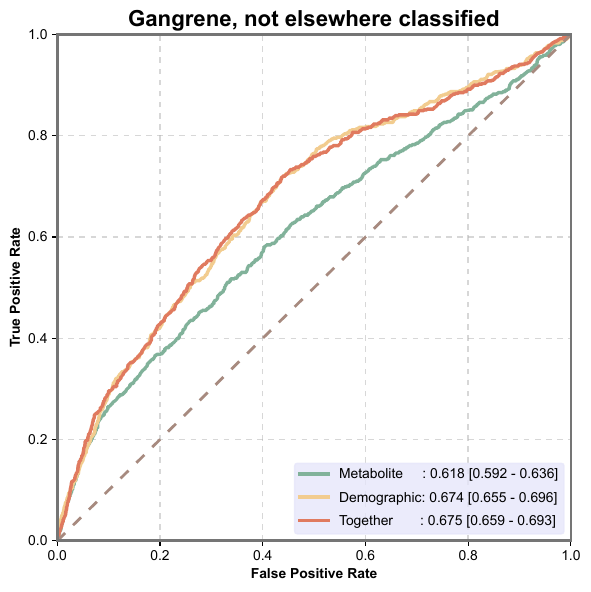 Gangrene, not elsewhere classified
True Positive Rate
1.0
0.8
0.6
0.4
0.2
0.0
Metabolite : 0.618 [0.592 - 0.636]
Demographic: 0.674 [0.655 - 0.696]
Together : 0.675 [0.659 - 0.693]
0.0 0.2 0.4 0.6 0.8 1.0
False Positive Rate